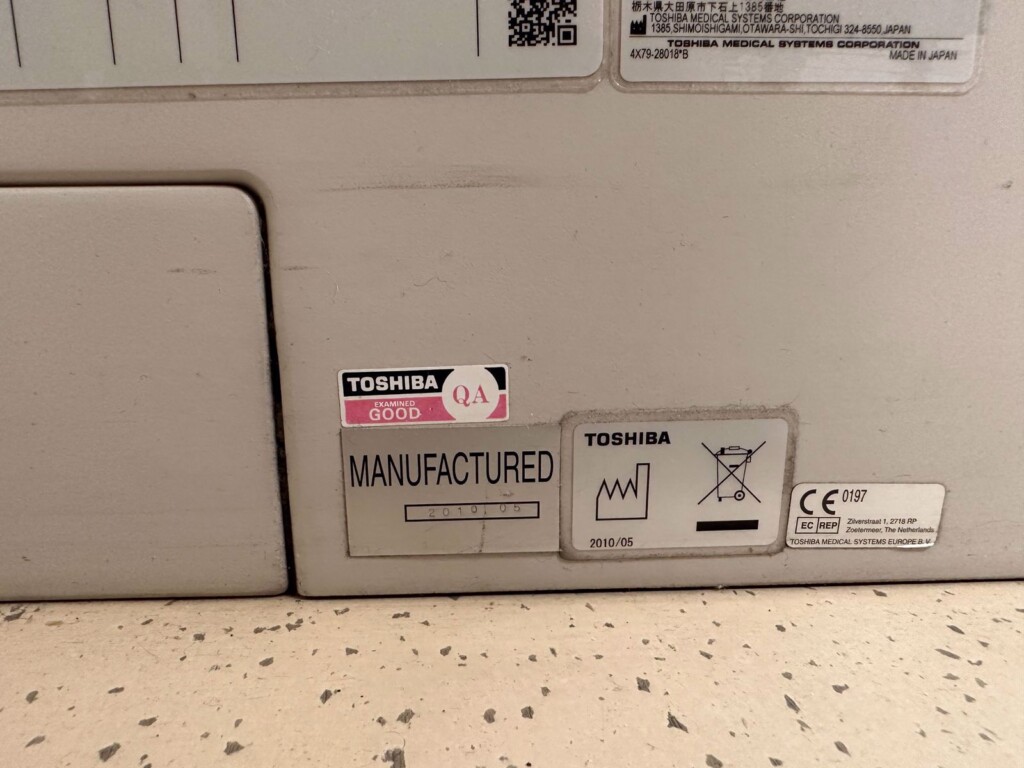 栃木県大田原市下石上1385番地
TOSHIBA MEDICAL SYSTEMS CORPORATION
1385,SHIMOISHIGAMI,OTAWARA-SHI,TOCHIGI 324-8550,JAPAN
TOSHIBA MEDICAL SYSTEMS CORPORATION
4X79-28018*B
MADE IN JAPAN
TOSHIBA
EXAMINED
GOOD
QA
MANUFACTURED
2010.05
TOSHIBA
2010/05
CE 0197
EC REP
Zilverstraat 1, 2718 RP
Zoetermeer, The Netherlands
TOSHIBA MEDICAL SYSTEMS EUROPE B.V.